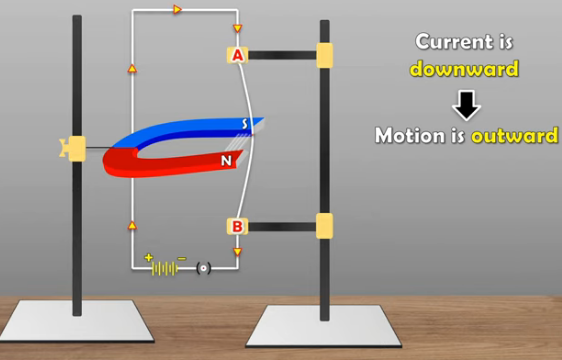 Current is
downward
Motion is outward
A
S
N
B
+ −